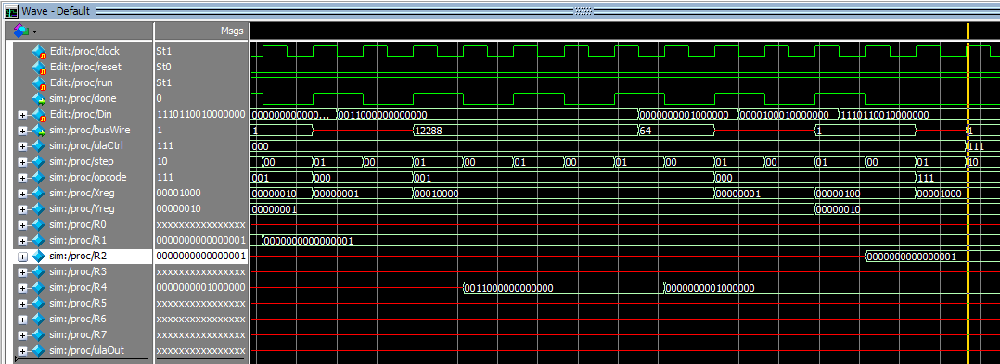 Wave - Default
Msgs
Edit:/proc/clock St1
Edit:/proc/reset St0
Edit:/proc/run St1
sim:/proc/done 0
Edit:/proc/Din 1110110010000000 000000000000... 0011000000000000 0000000001000000 0000100010000000 1110110010000000
sim:/proc/busWire 1 1 12288 64 1 1
sim:/proc/ulaCtrl 111 000 111
sim:/proc/step 10 00 01 00 01 00 01 00 01 00 01 00 01 00 01 10
sim:/proc/opcode 111 001 000 001 000 111
sim:/proc/Xreg 00001000 00000010 00000001 00010000 00000001 00000100 00001000
sim:/proc/Yreg 00000010 00000001 00000010
sim:/proc/R0 xxxxxxxxxxxxxxxx
sim:/proc/R1 0000000000000001 0000000000000001
sim:/proc/R2 0000000000000001 0000000000000001
sim:/proc/R3 xxxxxxxxxxxxxxxx
sim:/proc/R4 0000000001000000 0011000000000000 0000000001000000
sim:/proc/R5 xxxxxxxxxxxxxxxx
sim:/proc/R6 xxxxxxxxxxxxxxxx
sim:/proc/R7 xxxxxxxxxxxxxxxx
sim:/proc/ulaOut xxxxxxxxxxxxxxxx